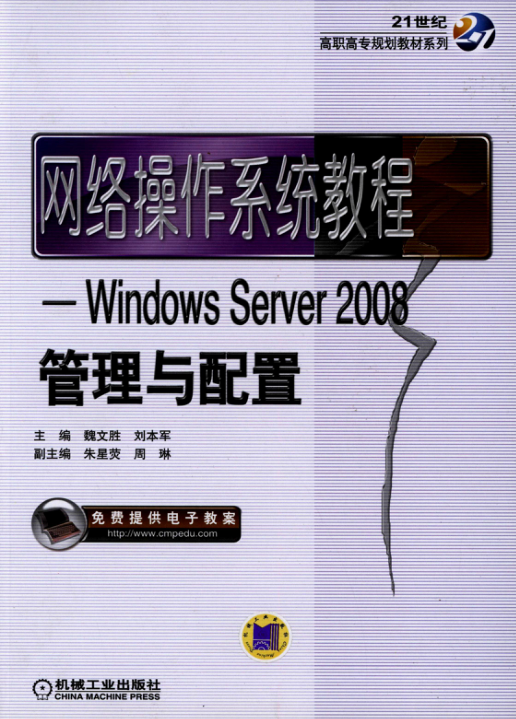 21世纪
高职高专规划教材系列
网络操作系统教程
—Windows Server 2008
管理与配置
主 编 魏文胜 刘本军
副主编 朱星荧 周 琳
免费提供电子教案
http://www.cmpedu.com
机械工业出版社
CHINA MACHINE PRESS